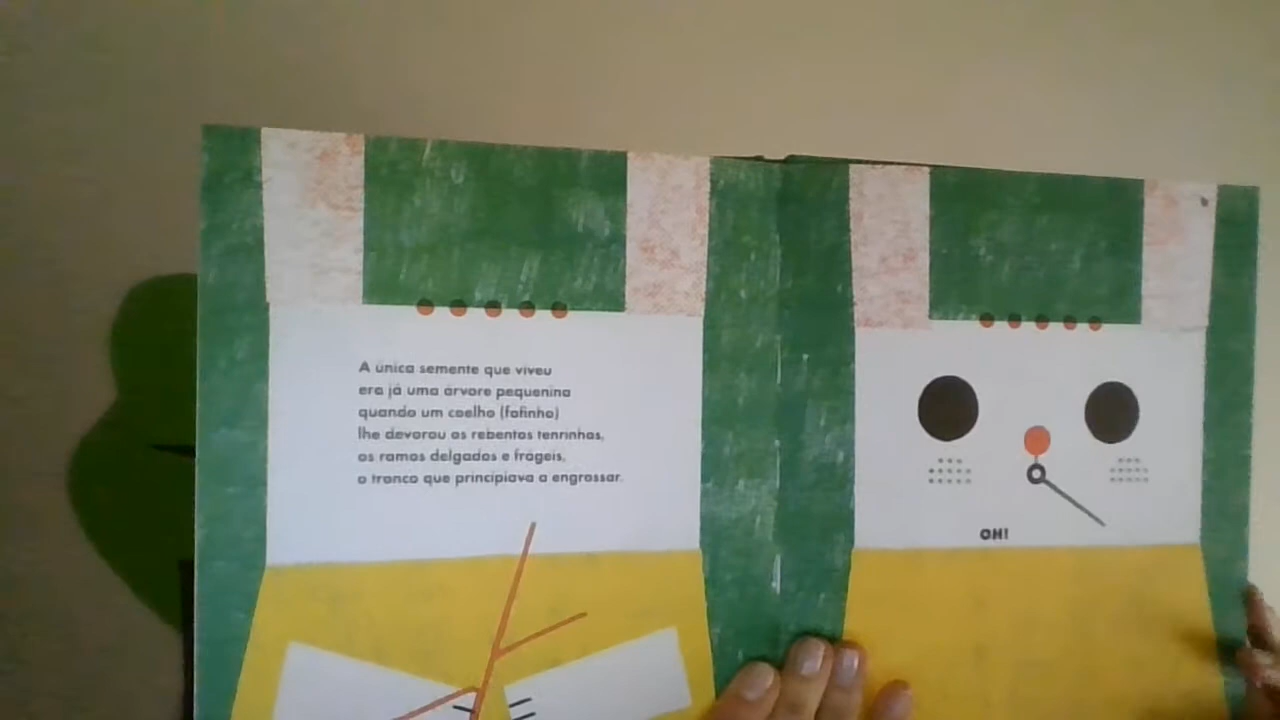 A única semente que viveu
era já uma árvore pequenina
quando um coelho (fofinho)
lhe devorou os rebentos tenrinhos,
os ramos delgados e frágeis,
o tronco que principiava a engrossar.
OH!